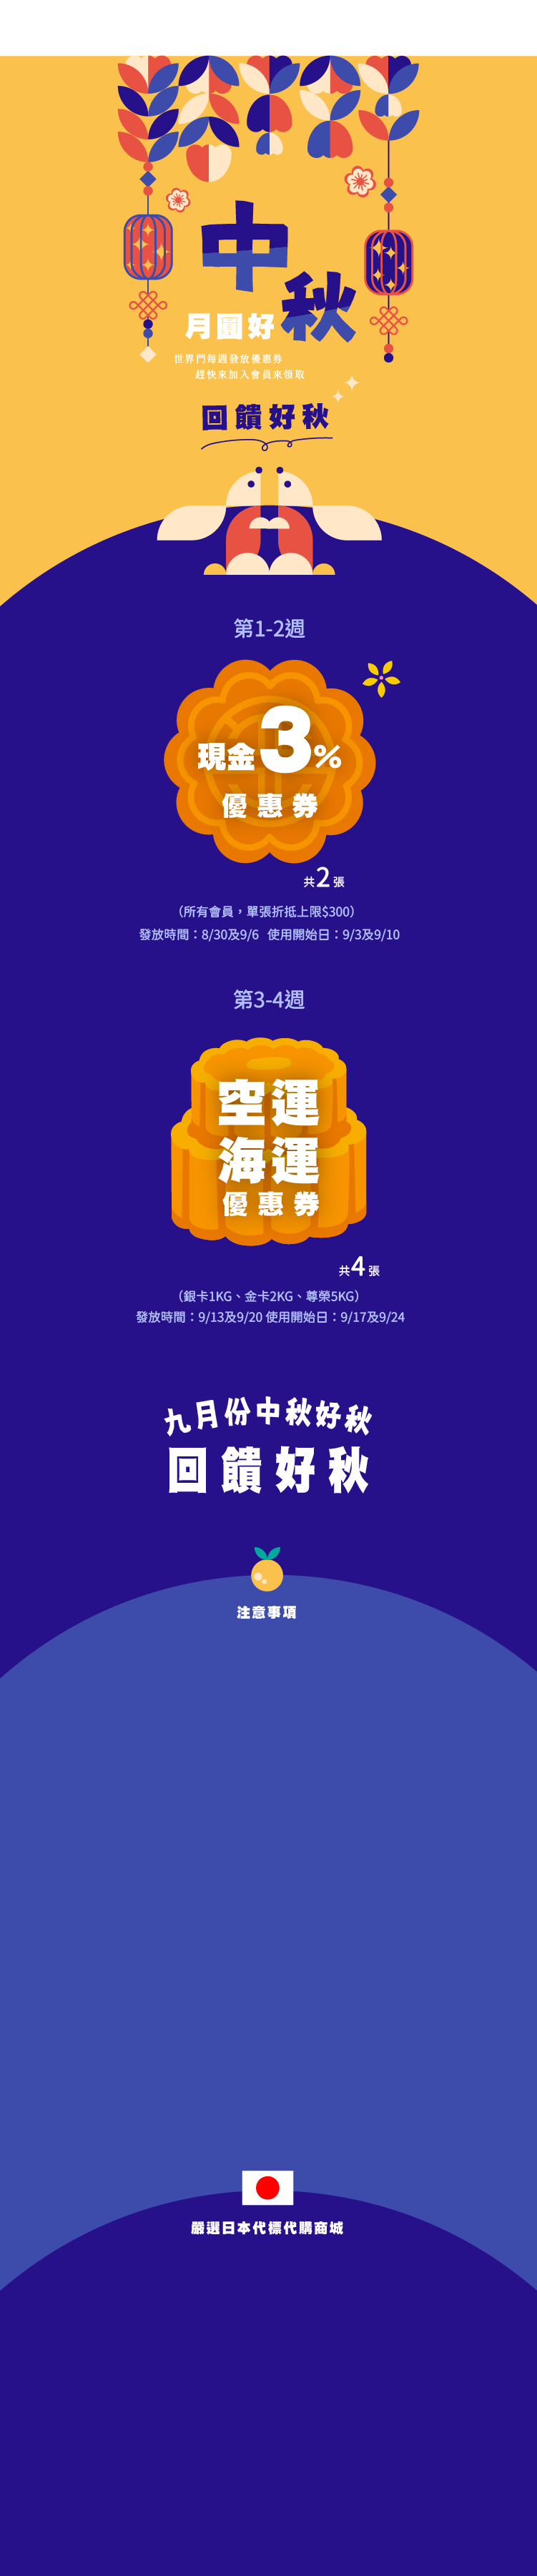 中秋
月圓好
世界門每週發放優惠券
趕快來加入會員來領取
回饋好秋
第1-2週
現金3%
優惠券
共2張
（所有會員，單張折抵上限$300）
發放時間：8/30及9/6 使用開始日：9/3及9/10
第3-4週
空運
海運
優惠券
共4張
（銀卡1KG、金卡2KG、尊榮5KG）
發放時間：9/13及9/20 使用開始日：9/17及9/24
九月份中秋好秋
回饋好秋
注意事項
嚴選日本代標代購商城